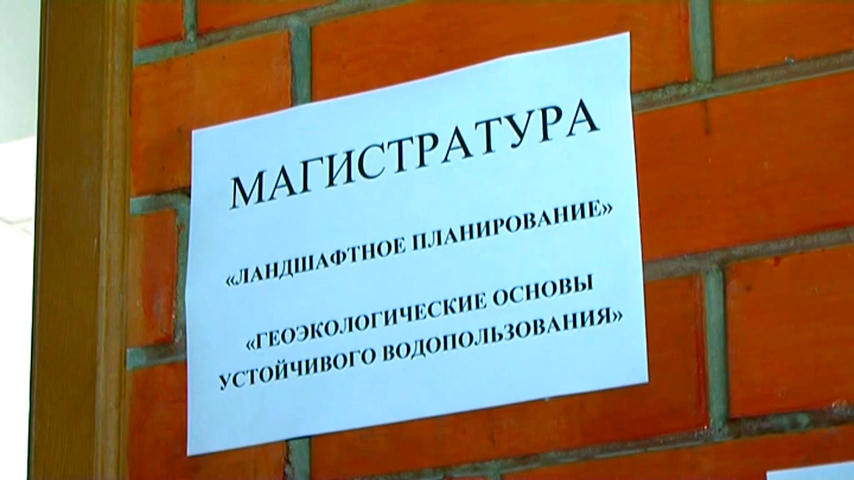 МАГИСТРАТУРА
«ЛАНДШАФТНОЕ ПЛАНИРОВАНИЕ»
«ГЕОЭКОЛОГИЧЕСКИЕ ОСНОВЫ
УСТОЙЧИВОГО ВОДОПОЛЬЗОВАНИЯ»